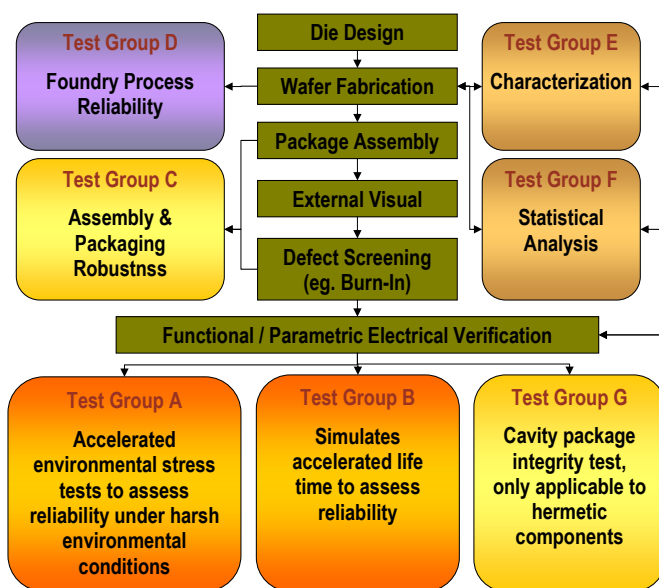 Test Group D
Foundry Process
Reliability
Die Design
Wafer Fabrication
Package Assembly
External Visual
Defect Screening
(eg. Burn-In)
Test Group E
Characterization
Test Group C
Assembly &
Packaging
Robustnss
Test Group F
Statistical
Analysis
Functional / Parametric Electrical Verification
Test Group A
Accelerated
environmental stress
tests to assess
reliability under harsh
environmental
conditions
Test Group B
Simulates
accelerated life
time to assess
reliability
Test Group G
Cavity package
integrity test,
only applicable to
hermetic
components